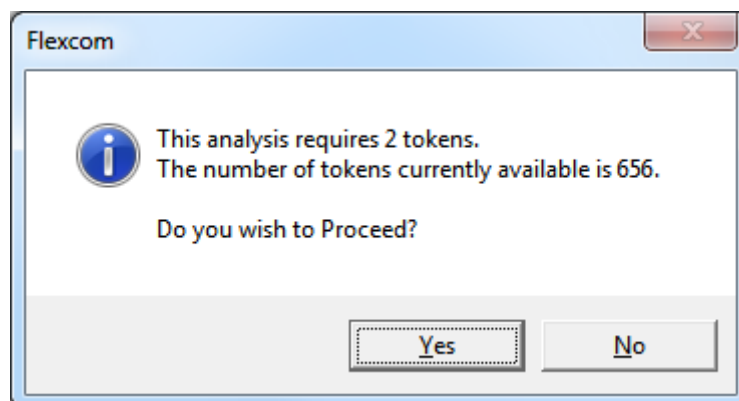 Flexcom
This analysis requires 2 tokens.
The number of tokens currently available is 656.
Do you wish to Proceed?
Yes
No